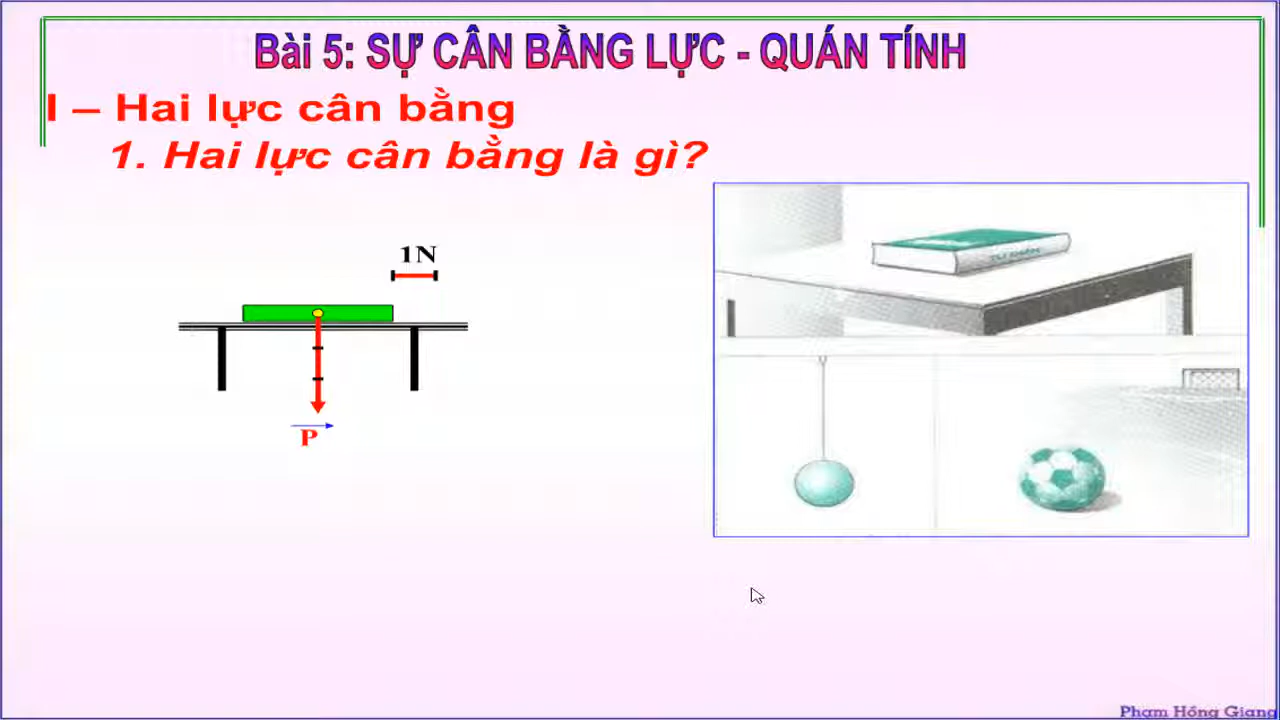 Bài 5: SỰ CÂN BẰNG LỰC - QUÁN TÍNH
I – Hai lực cân bằng
1. Hai lực cân bằng là gì?
1N
P
Phạm Hồng Giang